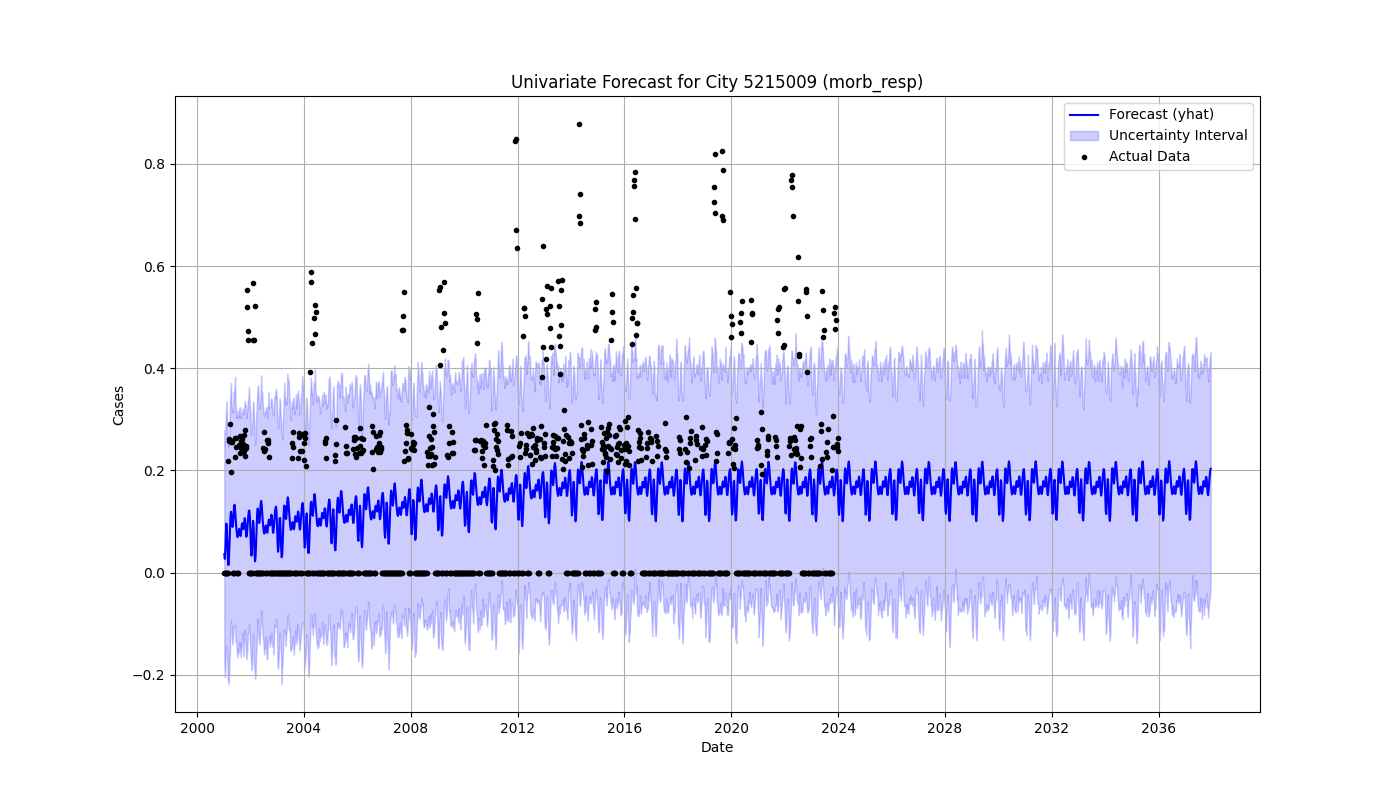 Univariate Forecast for City 5215009 (morb_resp)
Forecast (yhat)
Uncertainty Interval
Actual Data
Cases
0.8
0.6
0.4
0.2
0.0
−0.2
2000 2004 2008 2012 2016 2020 2024 2028 2032 2036
Date